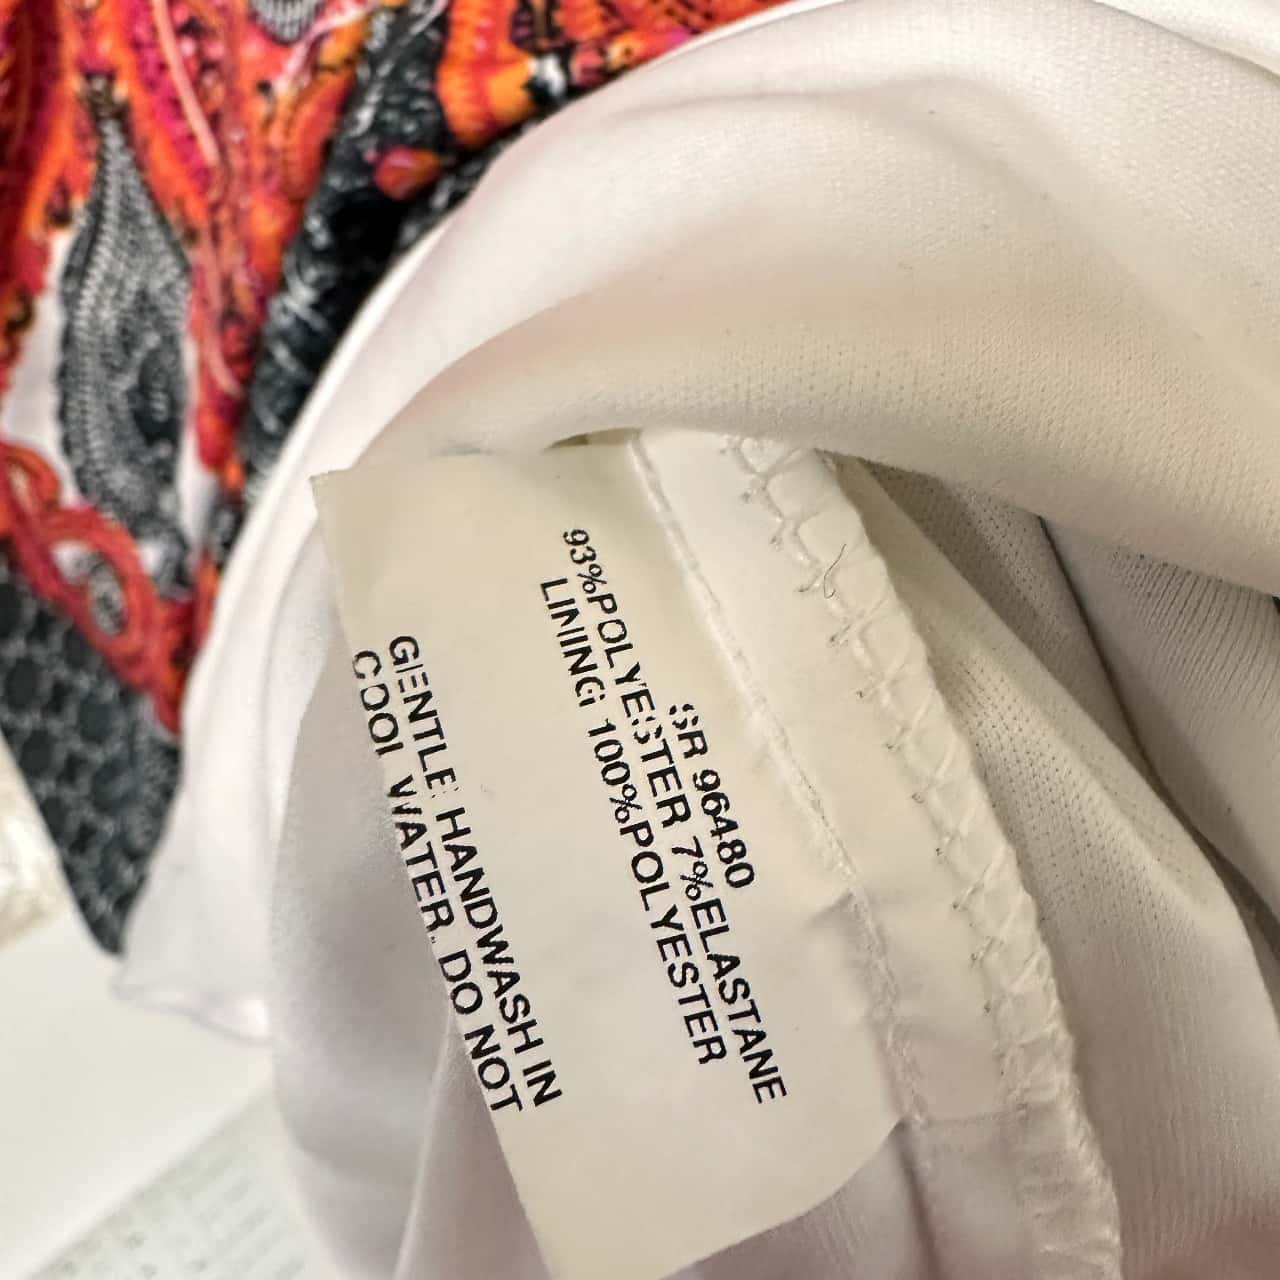 SR 96480
93%POLYESTER 7%ELASTANE
LINING: 100%POLYESTER
GENTLE HANDWASH IN
COOL WATER. DO NOT